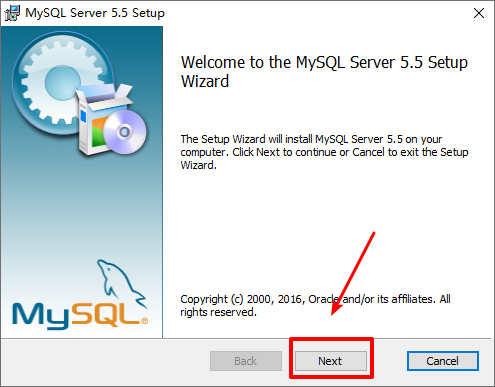 MySQL Server 5.5 Setup
Welcome to the MySQL Server 5.5 Setup
Wizard
The Setup Wizard will install MySQL Server 5.5 on your
computer. Click Next to continue or Cancel to exit the Setup
Wizard.
Copyright (c) 2000, 2016, Oracle and/or its affiliates. All
rights reserved.
MySQL®
Back
Next
Cancel